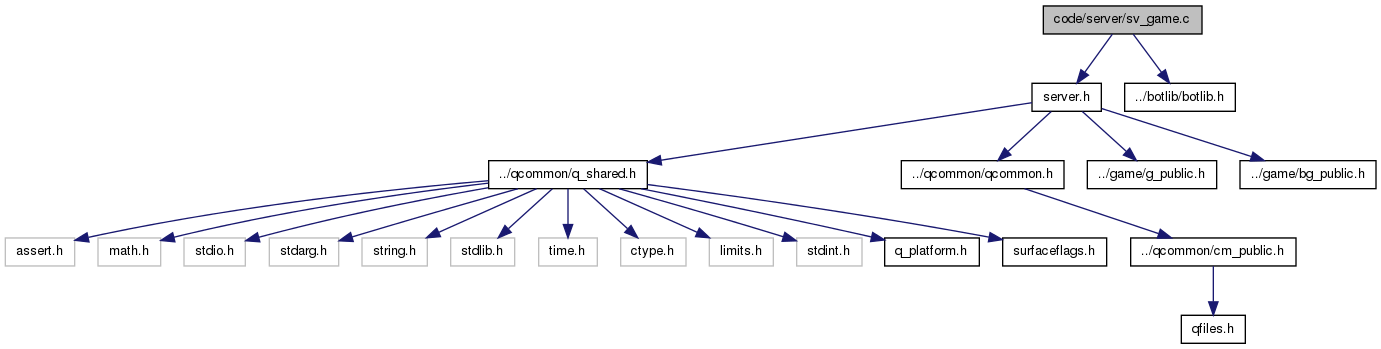 code/server/sv_game.c
server.h
../botlib/botlib.h
../qcommon/q_shared.h
../qcommon/qcommon.h
../game/g_public.h
../game/bg_public.h
assert.h
math.h
stdio.h
stdarg.h
string.h
stdlib.h
time.h
ctype.h
limits.h
stdint.h
q_platform.h
surfaceflags.h
../qcommon/cm_public.h
qfiles.h